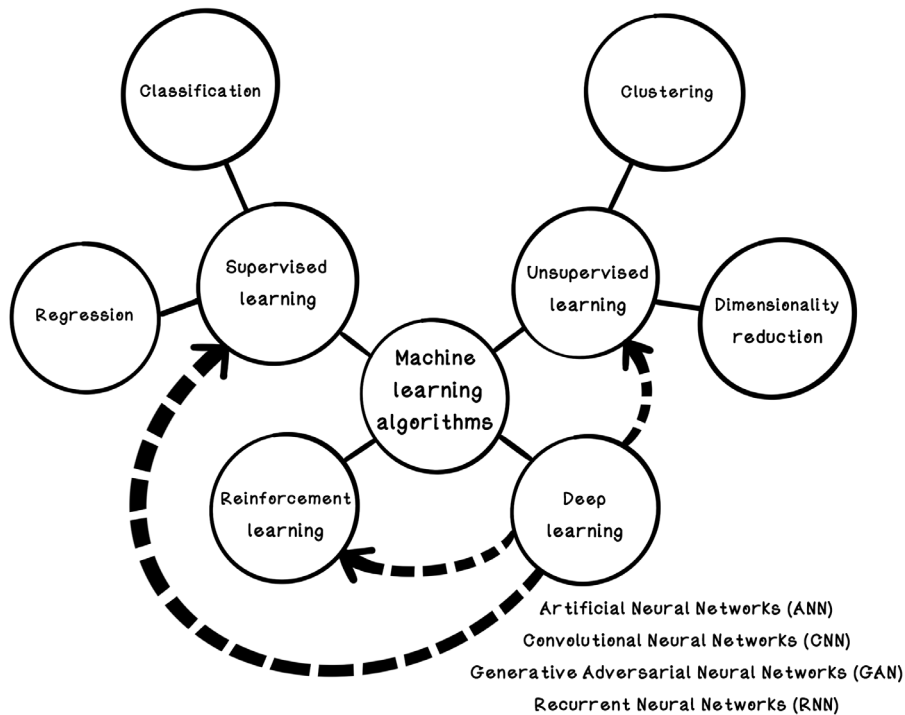 Classification
Clustering
Supervised
learning
Unsupervised
learning
Regression
Dimensionality
reduction
Machine
learning
algorithms
Reinforcement
learning
Deep
learning
Artificial Neural Networks (ANN)
Convolutional Neural Networks (CNN)
Generative Adversarial Neural Networks (GAN)
Recurrent Neural Networks (RNN)